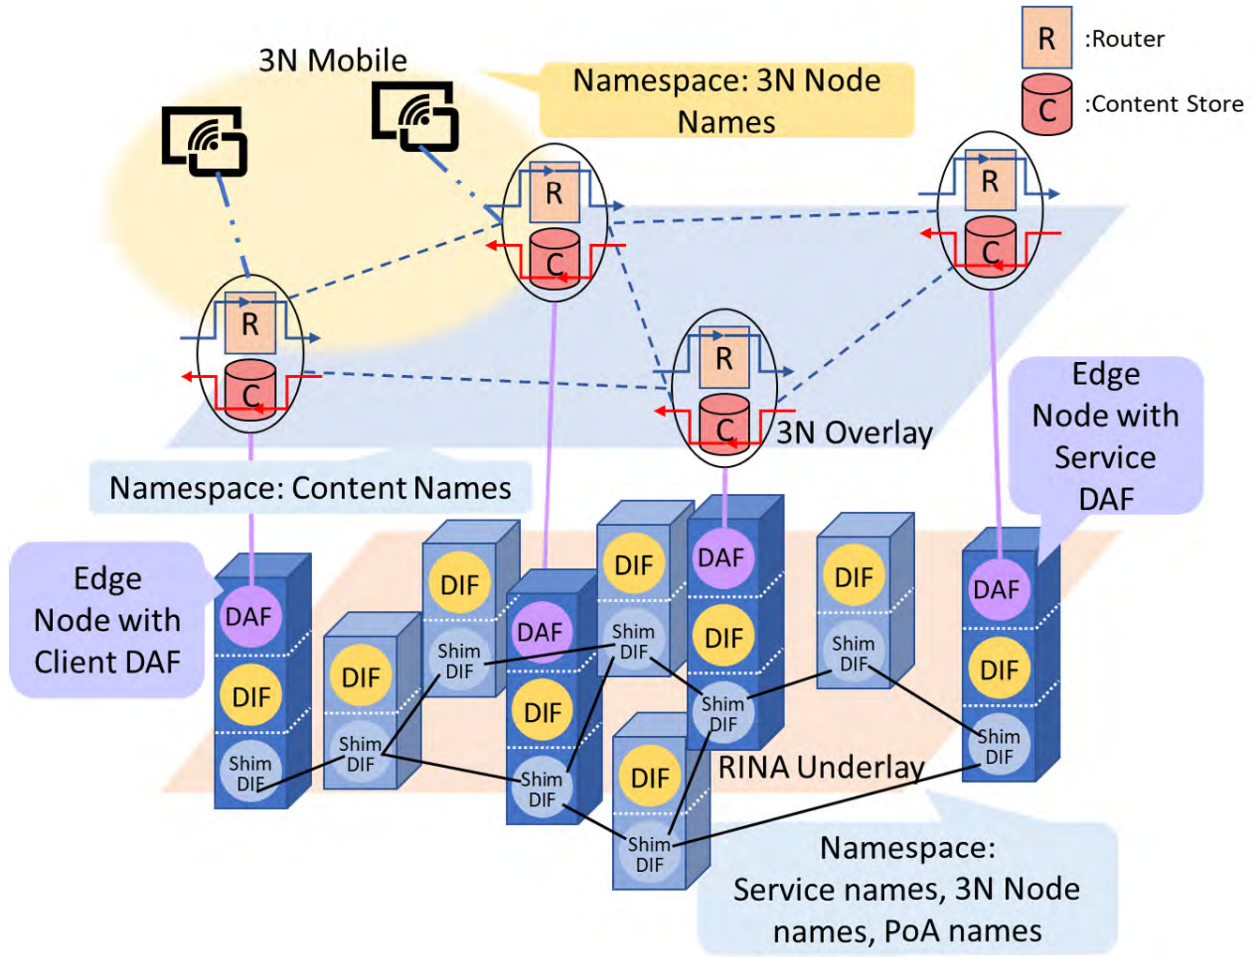 3N Mobile
Namespace: 3N Node
Names
R
:Router
C
:Content Store
R
C
R
C
R
C
R
C
3N Overlay
Namespace: Content Names
Edge
Node with
Service
DAF
Edge
Node with
Client DAF
DAF
DIF
Shim
DIF
DIF
Shim
DIF
DIF
Shim
DIF
DAF
DIF
Shim
DIF
DIF
Shim
DIF
DIF
Shim
DIF
DAF
DIF
Shim
DIF
DIF
Shim
DIF
DAF
DIF
Shim
DIF
RINA Underlay
Namespace:
Service names, 3N Node
names, PoA names